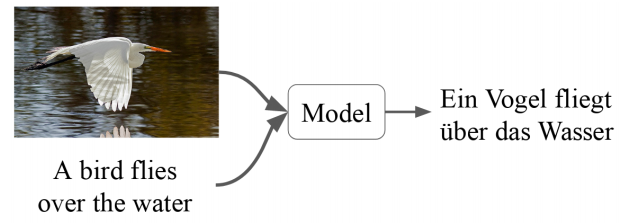 A bird flies
over the water
Model
Ein Vogel fliegt
über das Wasser